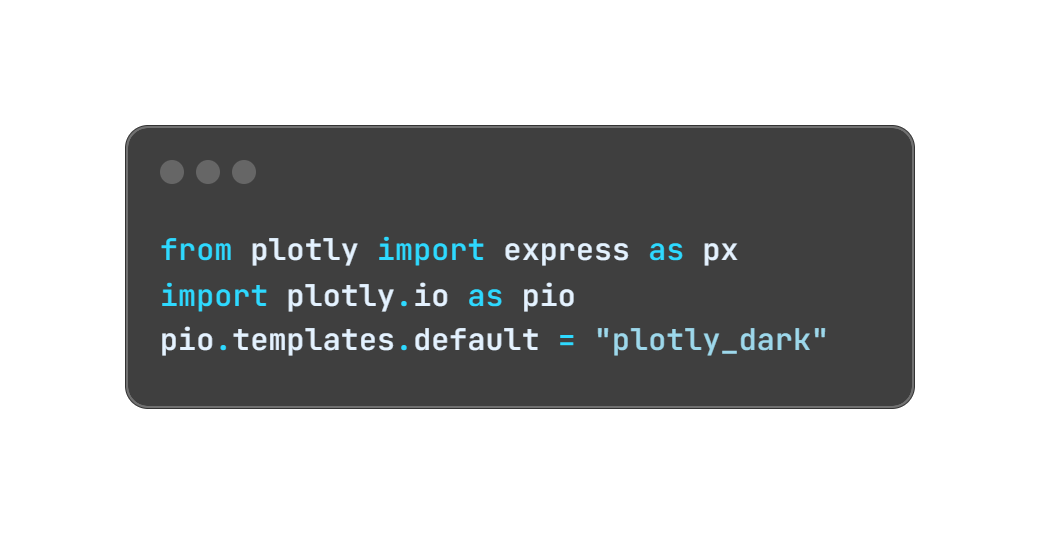 from plotly import express as px
import plotly.io as pio
pio.templates.default = "plotly_dark"